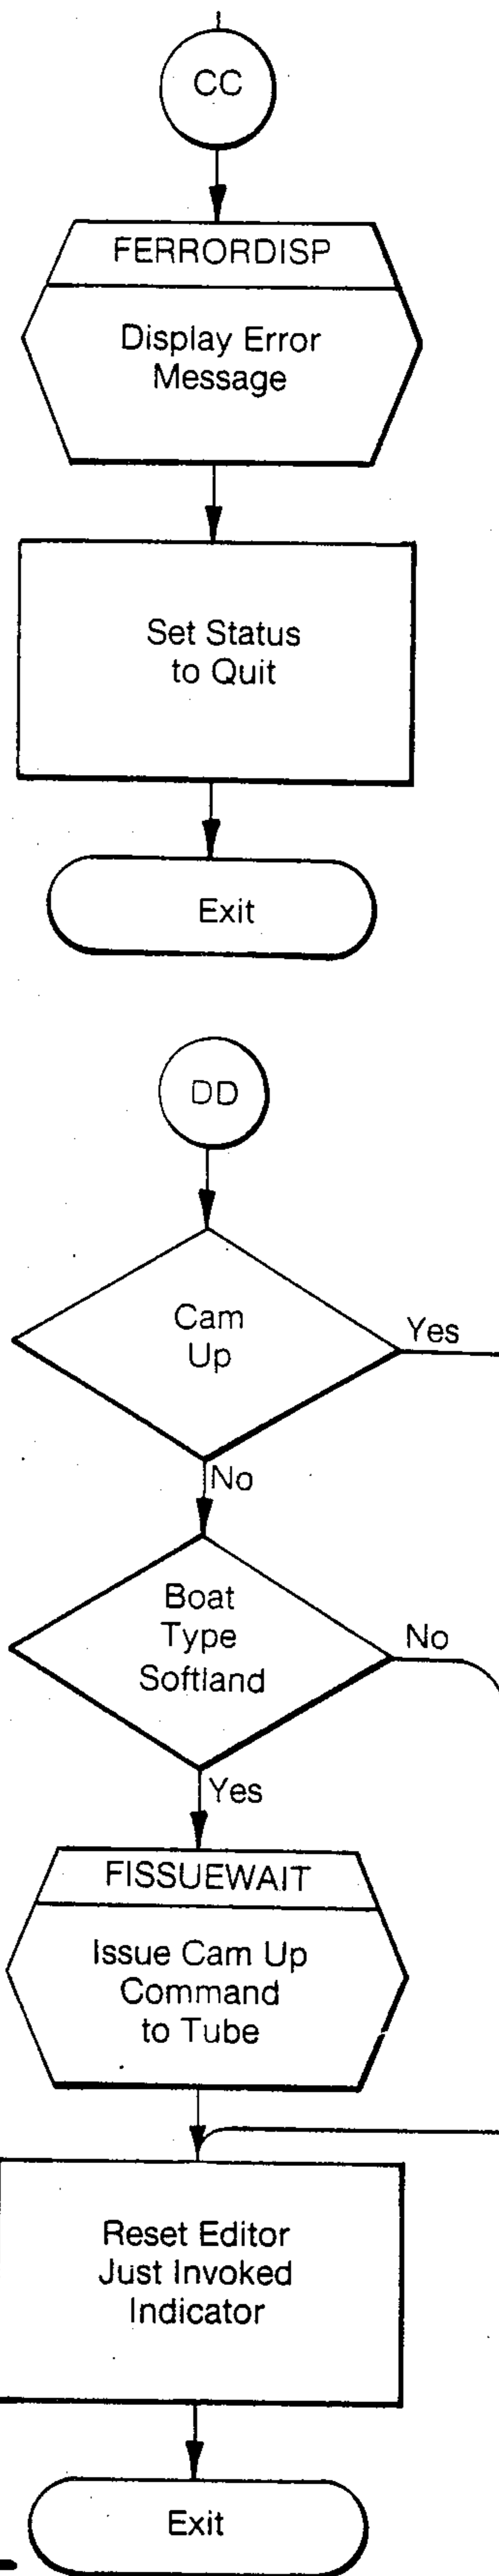 CC
FERRORDISP
Display Error
Message
Set Status
to Quit
Exit
DD
Cam
Up
Yes
No
Boat
Type
Softland
No
Yes
FISSUEWAIT
Issue Cam Up
Command
to Tube
Reset Editor
Just Invoked
Indicator
Exit